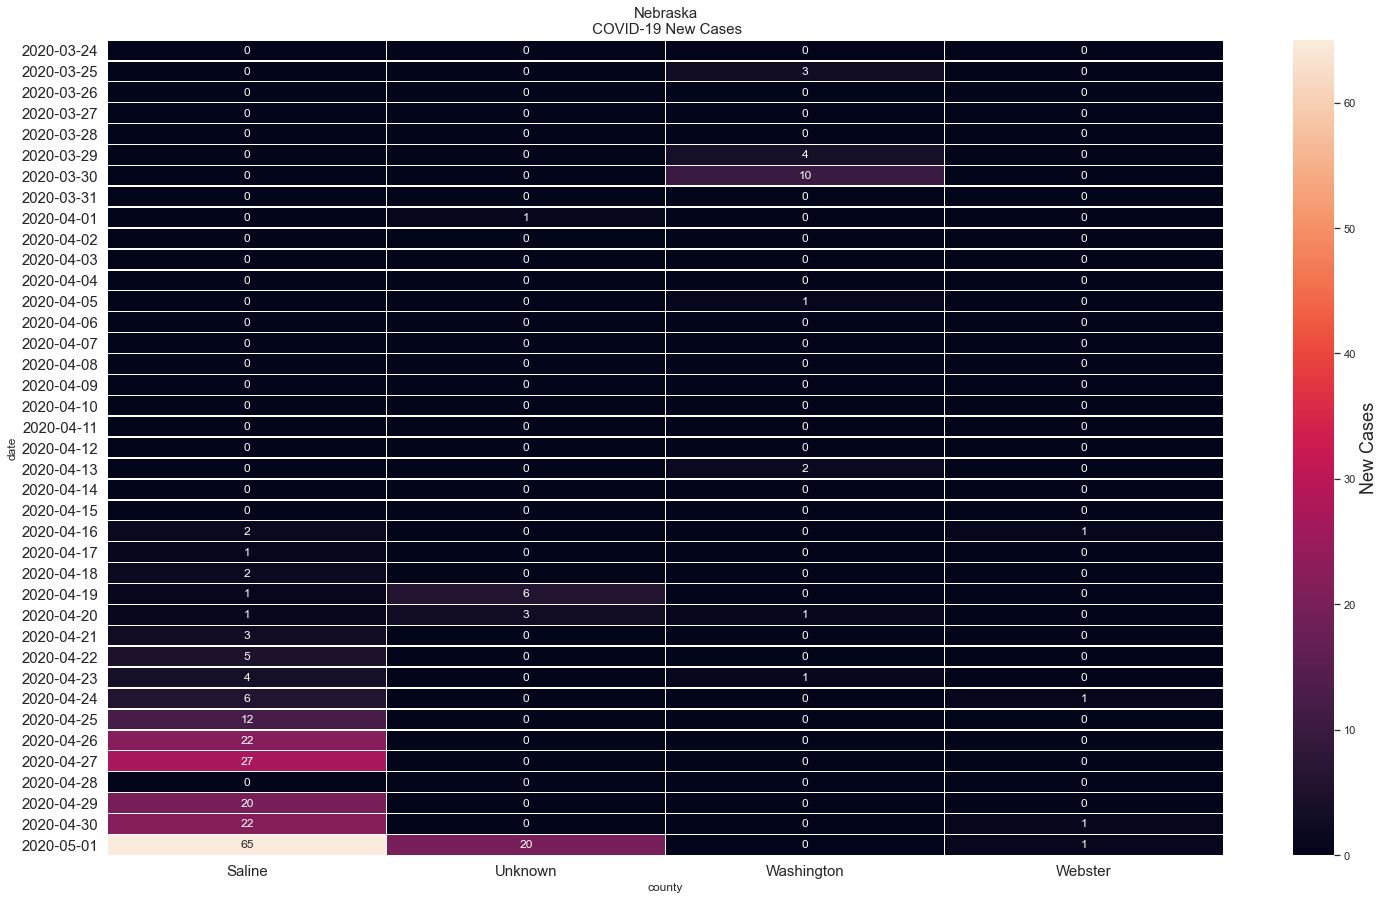 Nebraska
COVID-19 New Cases
2020-03-24 0 0 0 0
2020-03-25 0 0 3 0
2020-03-26 0 0 0 0
2020-03-27 0 0 0 0
2020-03-28 0 0 0 0
2020-03-29 0 0 4 0
2020-03-30 0 0 10 0
2020-03-31 0 0 0 0
2020-04-01 0 1 0 0
2020-04-02 0 0 0 0
2020-04-03 0 0 0 0
2020-04-04 0 0 0 0
2020-04-05 0 0 1 0
2020-04-06 0 0 0 0
2020-04-07 0 0 0 0
2020-04-08 0 0 0 0
2020-04-09 0 0 0 0
2020-04-10 0 0 0 0
2020-04-11 0 0 0 0
2020-04-12 0 0 0 0
2020-04-13 0 0 2 0
2020-04-14 0 0 0 0
2020-04-15 0 0 0 0
2020-04-16 2 0 0 1
2020-04-17 1 0 0 0
2020-04-18 2 0 0 0
2020-04-19 1 6 0 0
2020-04-20 1 3 1 0
2020-04-21 3 0 0 0
2020-04-22 5 0 0 0
2020-04-23 4 0 1 0
2020-04-24 6 0 0 1
2020-04-25 12 0 0 0
2020-04-26 22 0 0 0
2020-04-27 27 0 0 0
2020-04-28 0 0 0 0
2020-04-29 20 0 0 0
2020-04-30 22 0 0 1
2020-05-01 65 20 0 1
Saline Unknown Washington Webster
county
date
60
50
40
30
20
10
0
New Cases